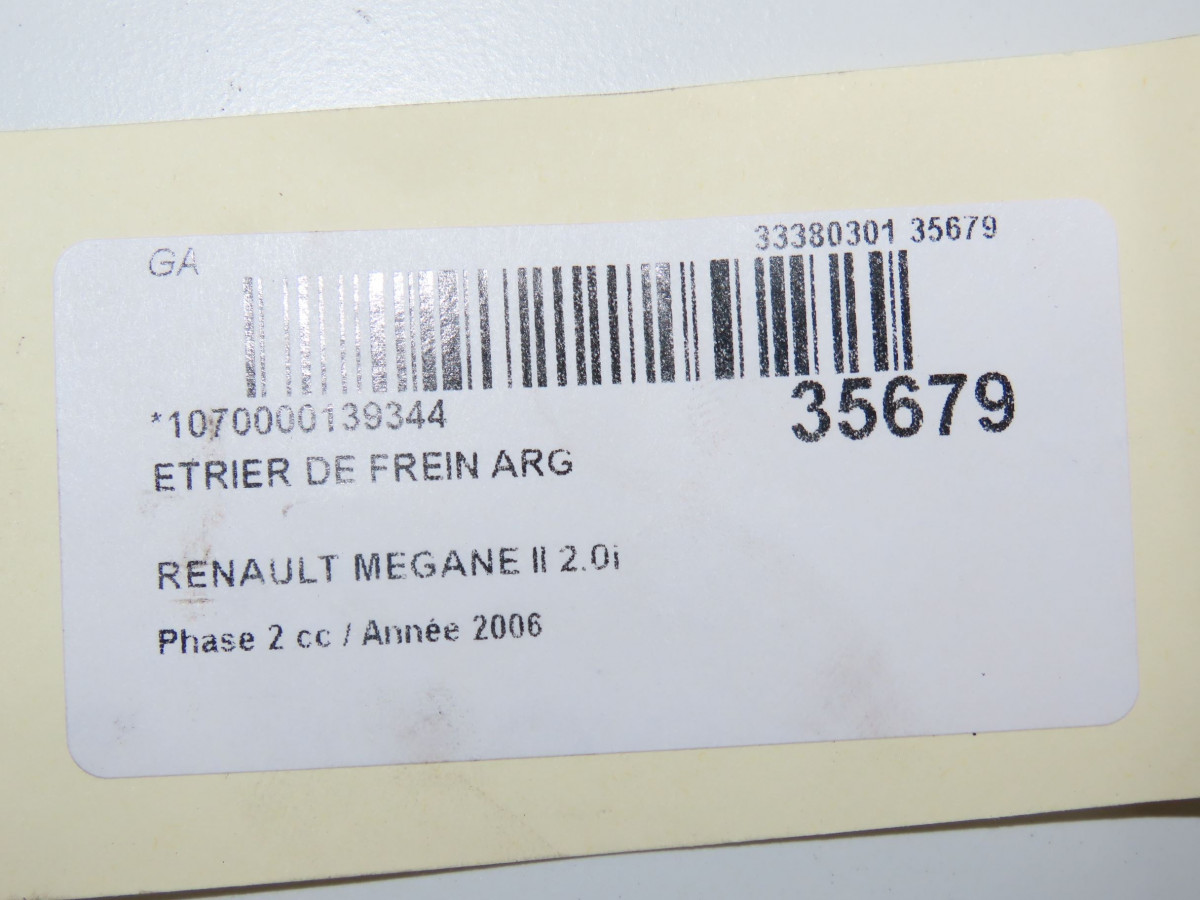 GA
33380301 35679
*1070000139344
35679
ETRIER DE FREIN ARG
RENAULT MEGANE II 2.0i
Phase 2 cc / Année 2006